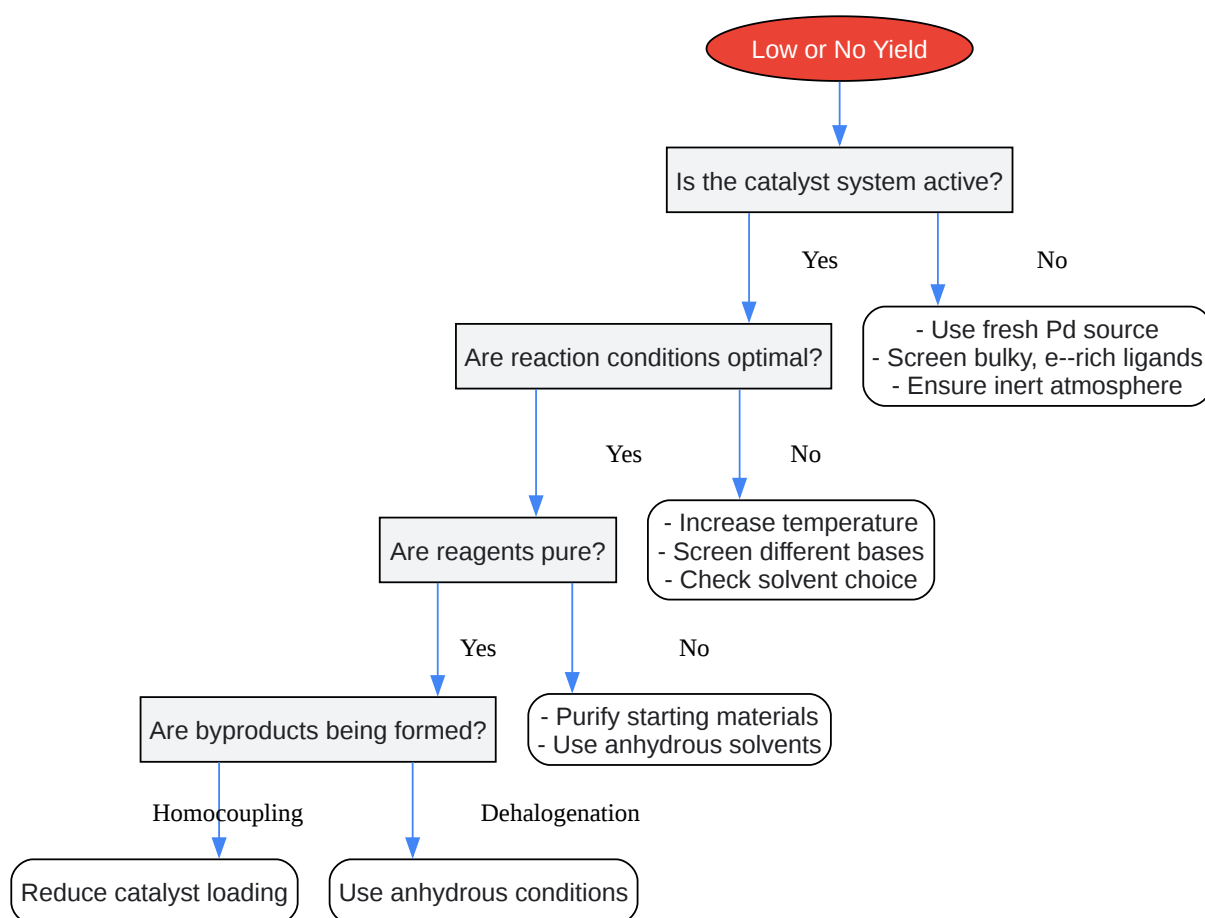 Low or No Yield
Is the catalyst system active?
Yes
No
- Use fresh Pd source
- Screen bulky, e--rich ligands
- Ensure inert atmosphere
Are reaction conditions optimal?
Yes
No
- Increase temperature
- Screen different bases
- Check solvent choice
Are reagents pure?
Yes
No
- Purify starting materials
- Use anhydrous solvents
Are byproducts being formed?
Homocoupling
Dehalogenation
Reduce catalyst loading
Use anhydrous conditions